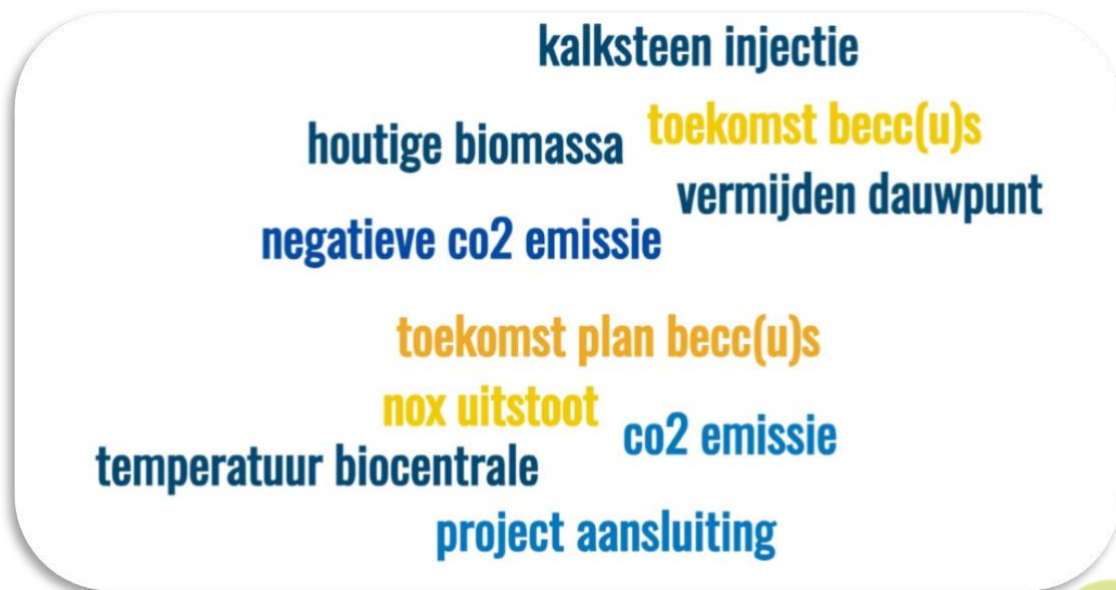 kalksteen injectie
toekomst becc(u)s
houtige biomassa
vermijden dauwpunt
negatieve co2 emissie
toekomst plan becc(u)s
nox uitstoot
co2 emissie
temperatuur biocentrale
project aansluiting